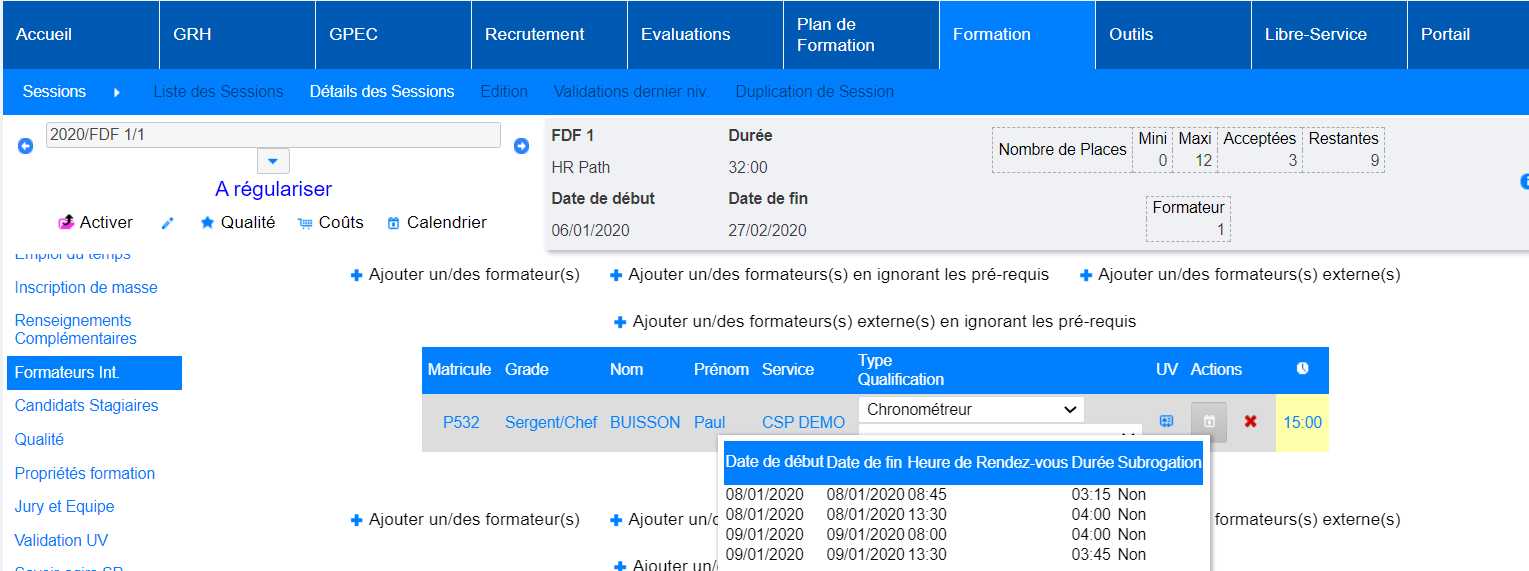 Accueil GRH GPEC Recrutement Evaluations Plan de Formation Formation Outils Libre-Service Portail
Sessions Liste des Sessions Détails des Sessions Edition Validations dernier niv. Duplication de Session
2020/FDF 1/1
A régulariser
Activer Qualité Coûts Calendrier
FDF 1 Durée
HR Path 32:00
Date de début Date de fin
06/01/2020 27/02/2020
Nombre de Places Mini Maxi Acceptées Restantes
0 12 3 9
Formateur
1
Emploi du temps
Inscription de masse
Renseignements
Complémentaires
Formateurs Int.
Candidats Stagiaires
Qualité
Propriétés formation
Jury et Equipe
Validation UV
Ajouter un/des formateur(s) Ajouter un/des formateurs(s) en ignorant les pré-requis Ajouter un/des formateurs(s) externe(s)
Ajouter un/des formateurs(s) externe(s) en ignorant les pré-requis
Matricule Grade Nom Prénom Service Type Qualification UV Actions
P532 Sergent/Chef BUISSON Paul CSP DEMO Chronométreur 15:00
Date de début Date de fin Heure de Rendez-vous Durée Subrogation
08/01/2020 08/01/2020 08:45 03:15 Non
08/01/2020 08/01/2020 13:30 04:00 Non
09/01/2020 09/01/2020 08:00 04:00 Non
09/01/2020 09/01/2020 13:30 03:45 Non
Ajouter un/des formateur(s) Ajouter un/d formateurs(s) externe(s)
Ajouter un/